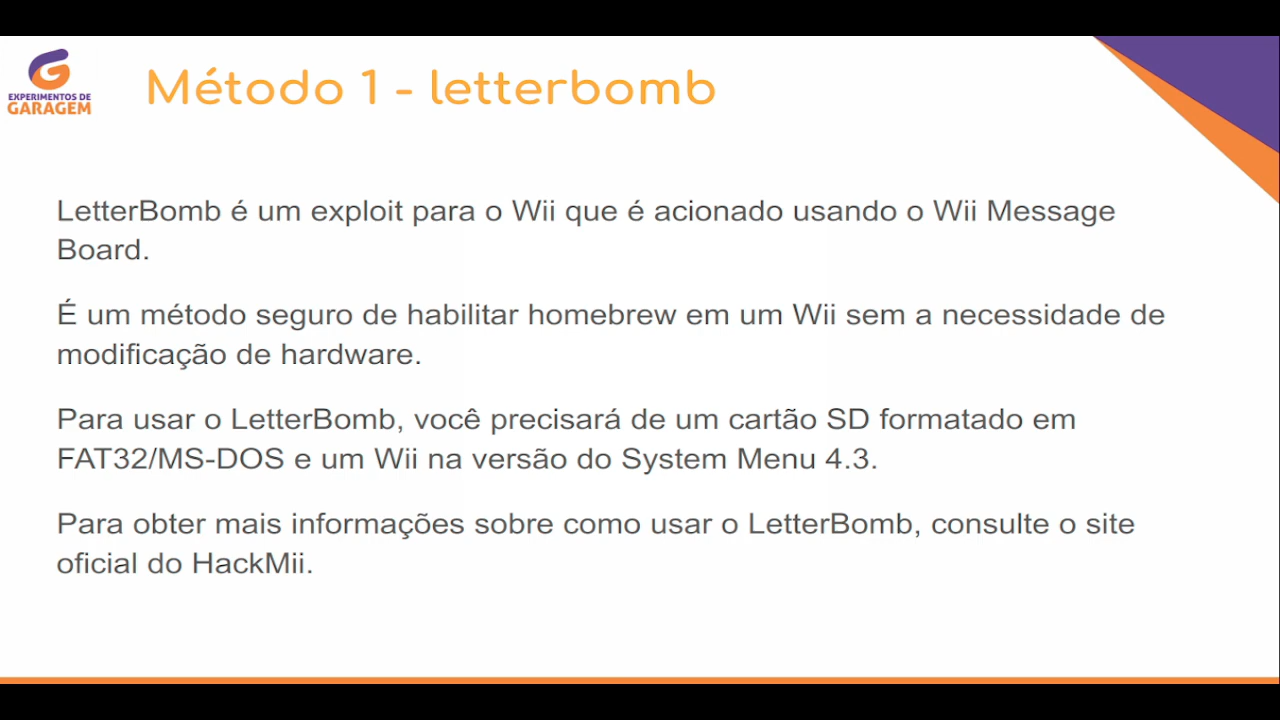 EXPERIMENTOS DE
GARAGEM
Método 1 - letterbomb
LetterBomb é um exploit para o Wii que é acionado usando o Wii Message
Board.
É um método seguro de habilitar homebrew em um Wii sem a necessidade de
modificação de hardware.
Para usar o LetterBomb, você precisará de um cartão SD formatado em
FAT32/MS-DOS e um Wii na versão do System Menu 4.3.
Para obter mais informações sobre como usar o LetterBomb, consulte o site
oficial do HackMii.